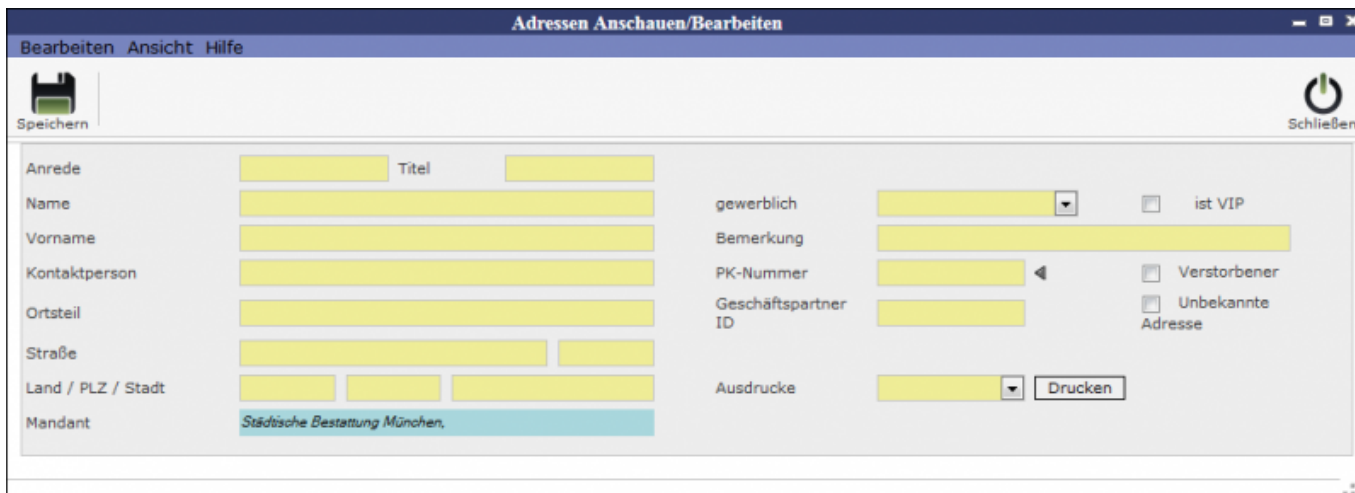 Adressen Anschauen/Bearbeiten
Bearbeiten Ansicht Hilfe
Speichern
Schließen
Anrede Titel
Name gewerblich ist VIP
Vorname Bemerkung
Kontaktperson PK-Nummer Verstorbener
Ortsteil Geschäftspartner ID Unbekannte Adresse
Straße
Land / PLZ / Stadt Ausdrucke Drucken
Mandant Städtische Bestattung München,